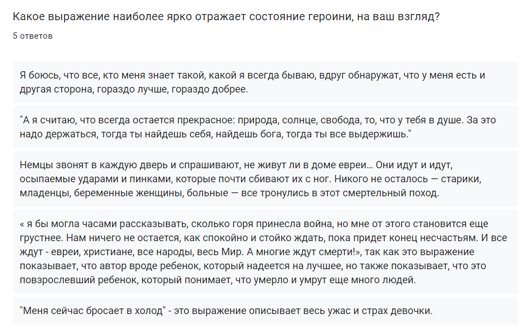 Какое выражение наиболее ярко отражает состояние героини, на ваш взгляд?
5 ответов
Я боюсь, что все, кто меня знает такой, какой я всегда бываю, вдруг обнаружат, что у меня есть и
другая сторона, гораздо лучше, гораздо добрее.
"А я считаю, что всегда остается прекрасное: природа, солнце, свобода, то, что у тебя в душе. За это
надо держаться, тогда ты найдешь себя, найдешь бога, тогда ты все выдержишь."
Немцы звонят в каждую дверь и спрашивают, не живут ли в доме евреи... Они идут и идут,
осыпаемые ударами и пинками, которые почти сбивают их с ног. Никого не осталось — старики,
младенцы, беременные женщины, больные — все тронулись в этот смертельный поход.
« я бы могла часами рассказывать, сколько горя принесла война, но мне от этого становится еще
грустнее. Нам ничего не остается, как спокойно и стойко ждать, пока придет конец несчастьям. И все
ждут - евреи, христиане, все народы, весь Мир. А многие ждут смерти!», так как это выражение
показывает, что автор вроде ребенок, который надеется на лучшее, но также показывает, что это
повзрослевший ребенок, который понимает, что умерло и умрут еще много людей.
"Меня сейчас бросает в холод" - это выражение описывает весь ужас и страх девочки.